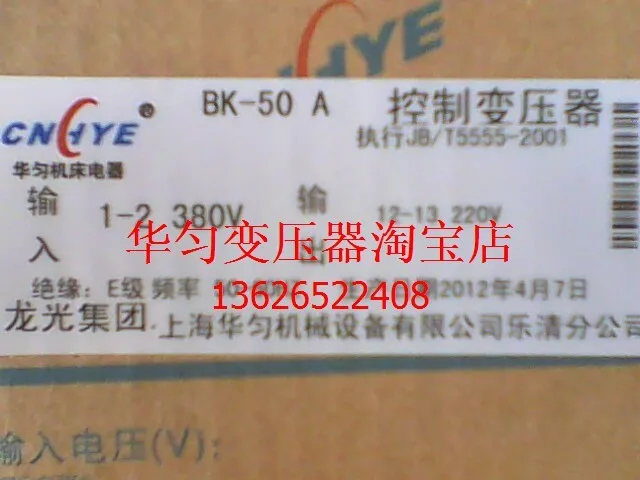 HYE
CNHYE®
BK-50 A 控制变压器
执行JB/T5555-2001
华匀机床电器
输入 1-2 380V 输出 12-13 220V
华匀变压器淘宝店
绝缘：E级 频率 2012年4月7日
13626522408
龙光集团·上海华匀机械设备有限公司乐清分公司
输入电压(V):